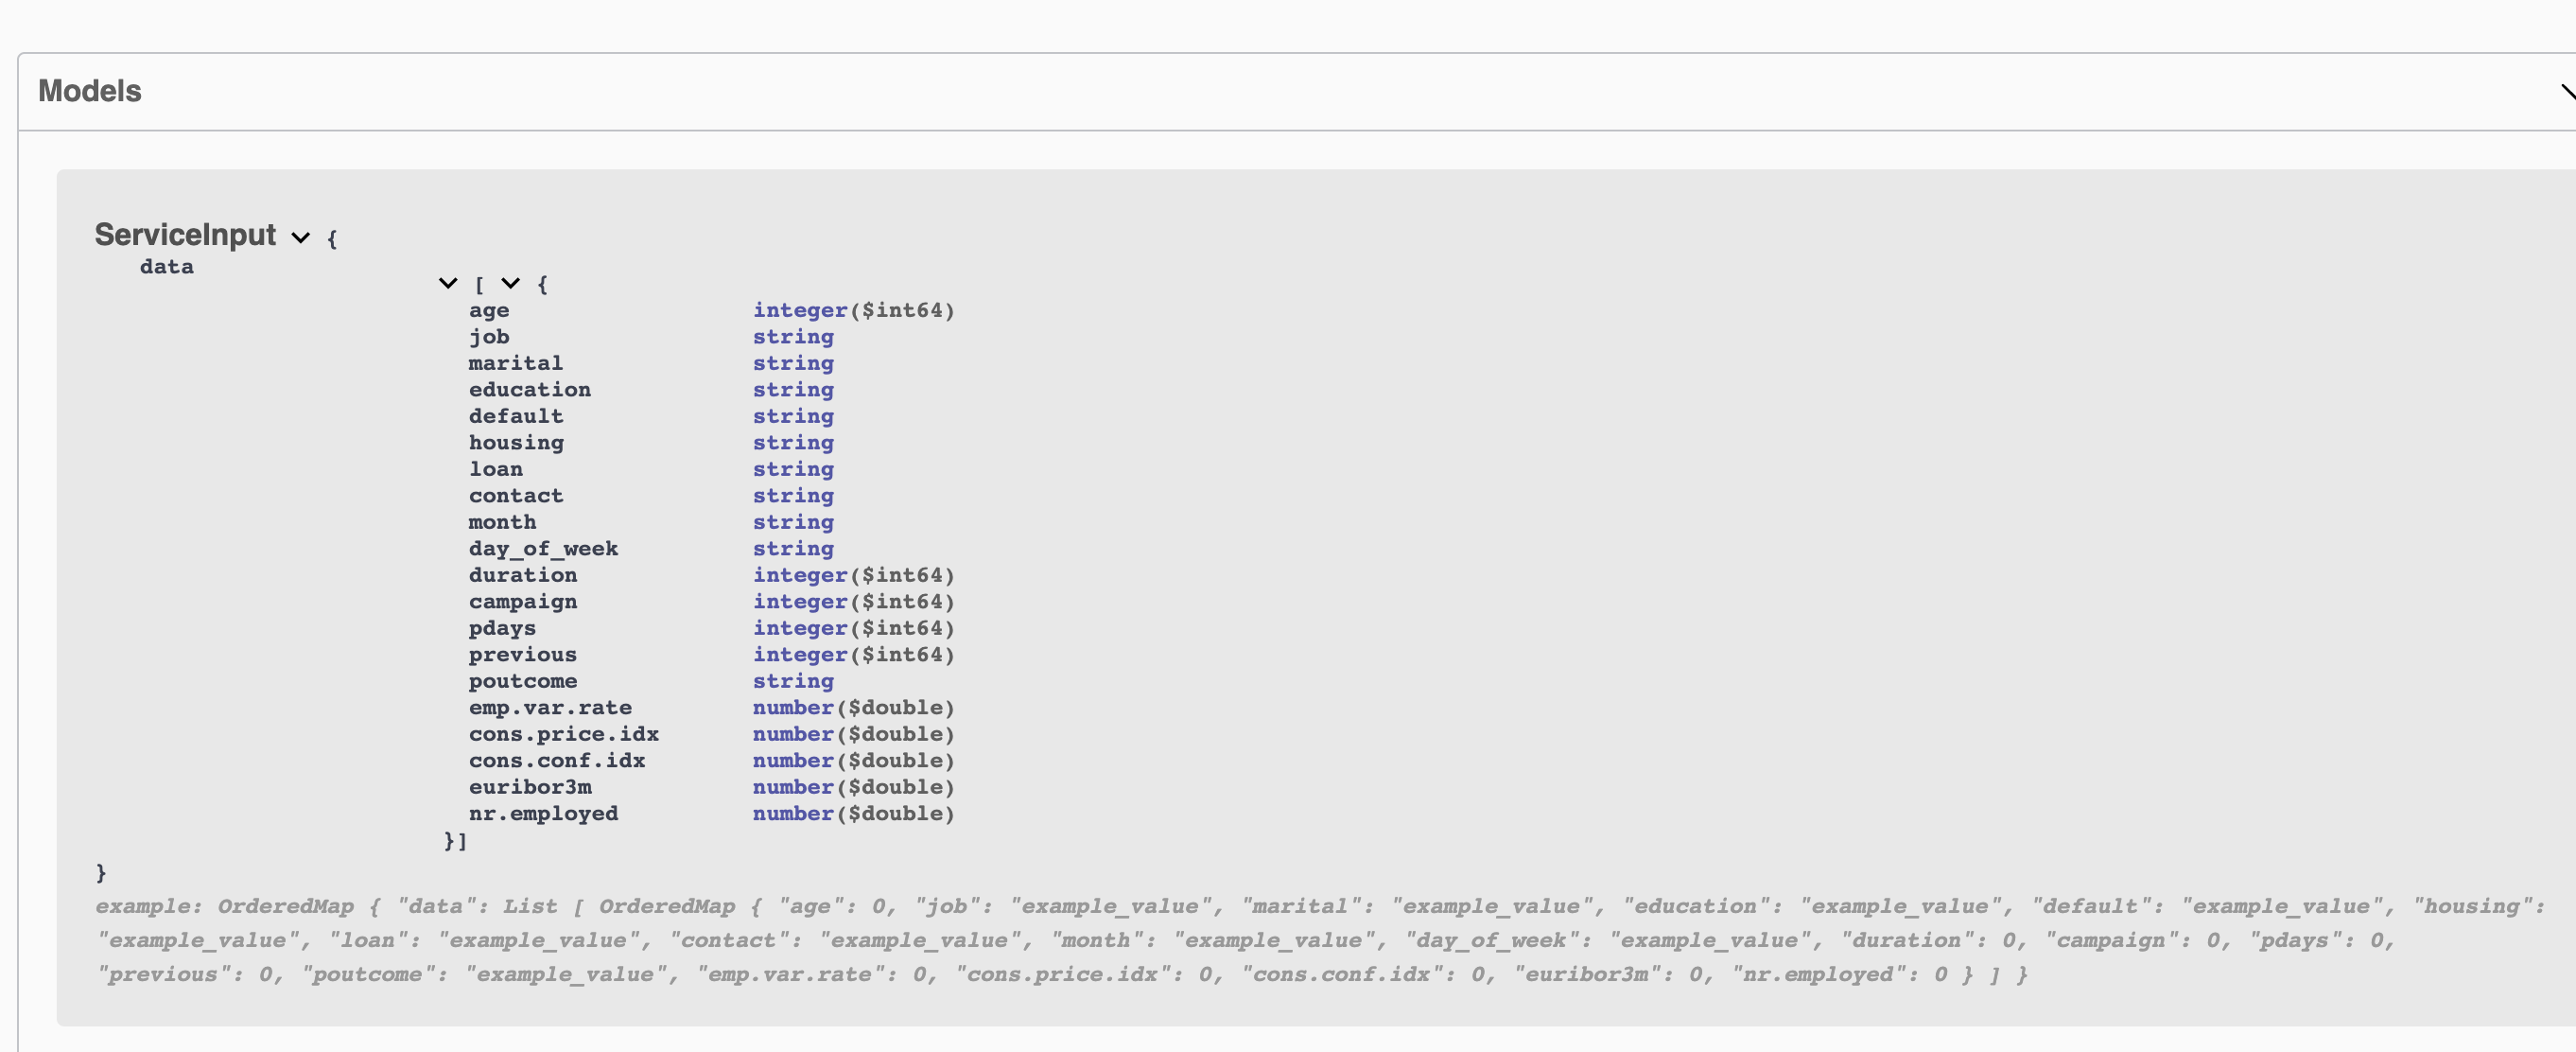 Models
ServiceInput {
data
[ {
age integer($int64)
job string
marital string
education string
default string
housing string
loan string
contact string
month string
day_of_week string
duration integer($int64)
campaign integer($int64)
pdays integer($int64)
previous integer($int64)
poutcome string
emp.var.rate number($double)
cons.price.idx number($double)
cons.conf.idx number($double)
euribor3m number($double)
nr.employed number($double)
}]
}
example: OrderedMap { "data": List [ OrderedMap { "age": 0, "job": "example_value", "marital": "example_value", "education": "example_value", "default": "example_value", "housing":
"example_value", "loan": "example_value", "contact": "example_value", "month": "example_value", "day_of_week": "example_value", "duration": 0, "campaign": 0, "pdays": 0,
"previous": 0, "poutcome": "example_value", "emp.var.rate": 0, "cons.price.idx": 0, "cons.conf.idx": 0, "euribor3m": 0, "nr.employed": 0 } ] }